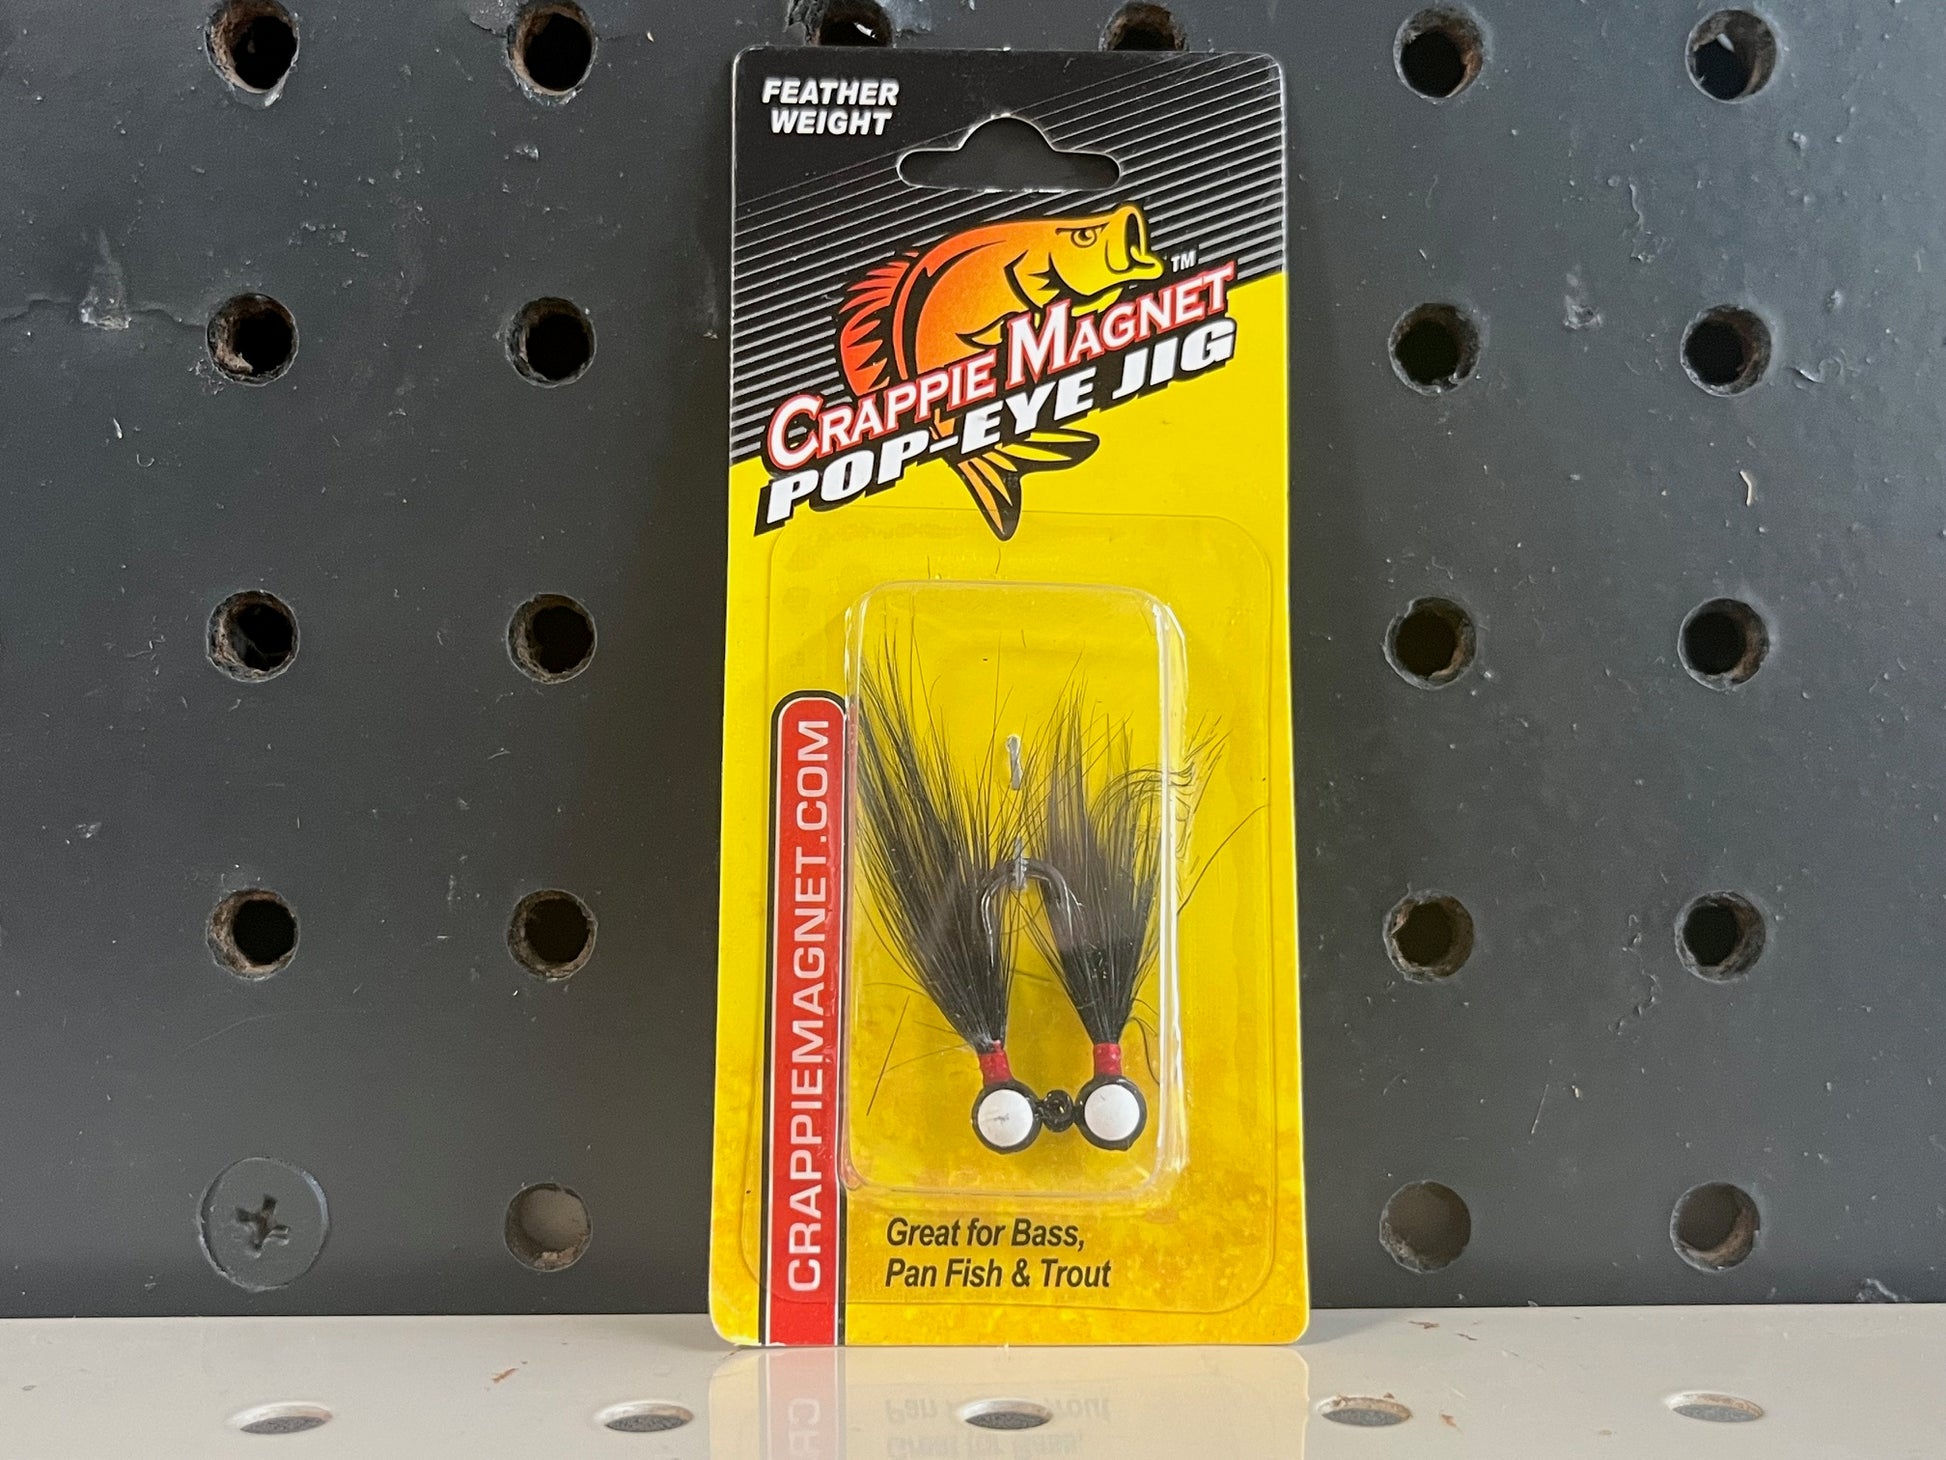 FEATHER
WEIGHT
TM
CRAPPIE MAGNET
POP-EYE JIG
CRAPPIEMAGNET.COM
Great for Bass,
Pan Fish & Trout